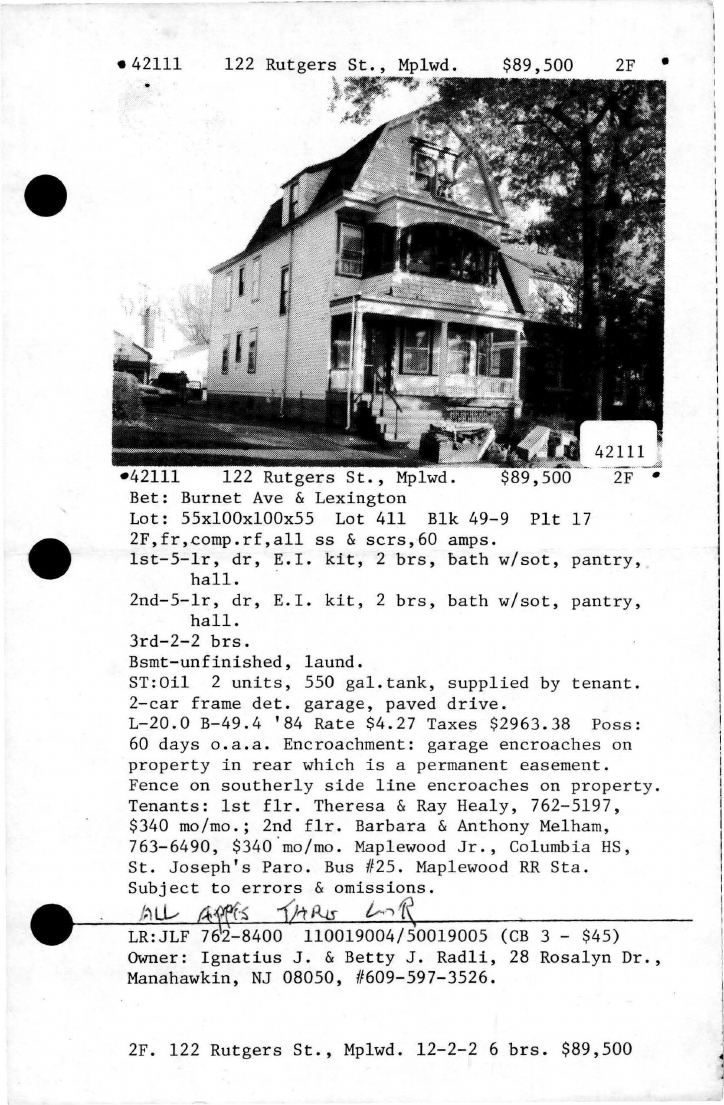 42111 122 Rutgers St., Mplwd. $89,500 2F
42111
42111 122 Rutgers St., Mplwd. $89,500 2F
Bet: Burnet Ave & Lexington
Lot: 55x100x100x55 Lot 411 Blk 49-9 Plt 17
2F,fr,comp.rf,all ss & scrs,60 amps.
1st-5-lr, dr, E.I. kit, 2 brs, bath w/sot, pantry,
hall.
2nd-5-lr, dr, E.I. kit, 2 brs, bath w/sot, pantry,
hall.
3rd-2-2 brs.
Bsmt-unfinished, laund.
ST:Oil 2 units, 550 gal.tank, supplied by tenant.
2-car frame det. garage, paved drive.
L-20.0 B-49.4 '84 Rate $4.27 Taxes $2963.38 Poss:
60 days o.a.a. Encroachment: garage encroaches on
property in rear which is a permanent easement.
Fence on southerly side line encroaches on property.
Tenants: 1st flr. Theresa & Ray Healy, 762-5197,
$340 mo/mo.; 2nd flr. Barbara & Anthony Melham,
763-6490, $340 mo/mo. Maplewood Jr., Columbia HS,
St. Joseph's Paro. Bus #25. Maplewood RR Sta.
Subject to errors & omissions.
ALL APPTS THRU L-R
LR:JLF 762-8400 110019004/50019005 (CB 3 - $45)
Owner: Ignatius J. & Betty J. Radli, 28 Rosalyn Dr.,
Manahawkin, NJ 08050, #609-597-3526.
2F. 122 Rutgers St., Mplwd. 12-2-2 6 brs. $89,500